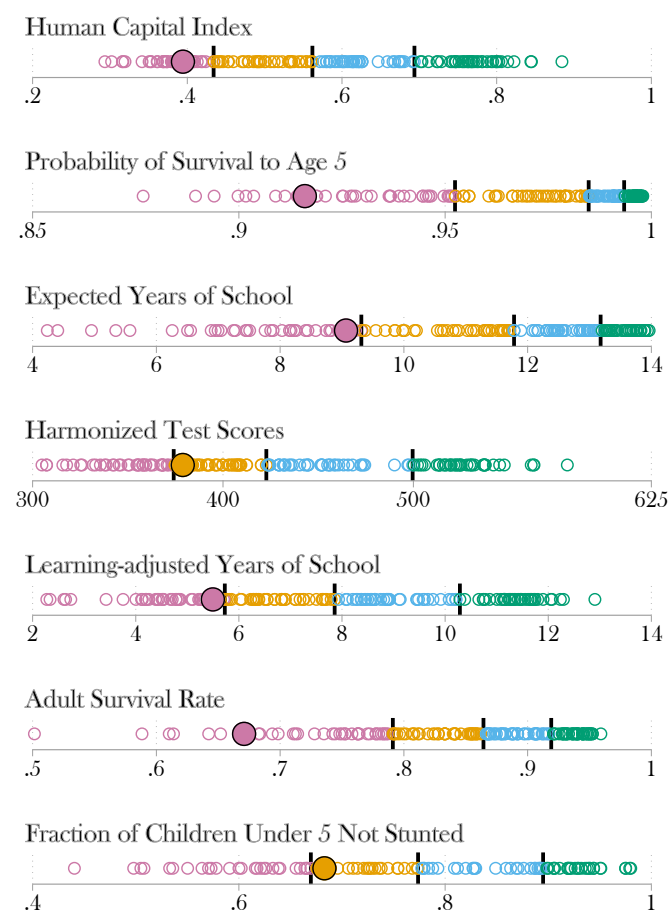 Human Capital Index
.2 .4 .6 .8 1
Probability of Survival to Age 5
.85 .9 .95 1
Expected Years of School
4 6 8 10 12 14
Harmonized Test Scores
300 400 500 625
Learning-adjusted Years of School
2 4 6 8 10 12 14
Adult Survival Rate
.5 .6 .7 .8 .9 1
Fraction of Children Under 5 Not Stunted
.4 .6 .8 1